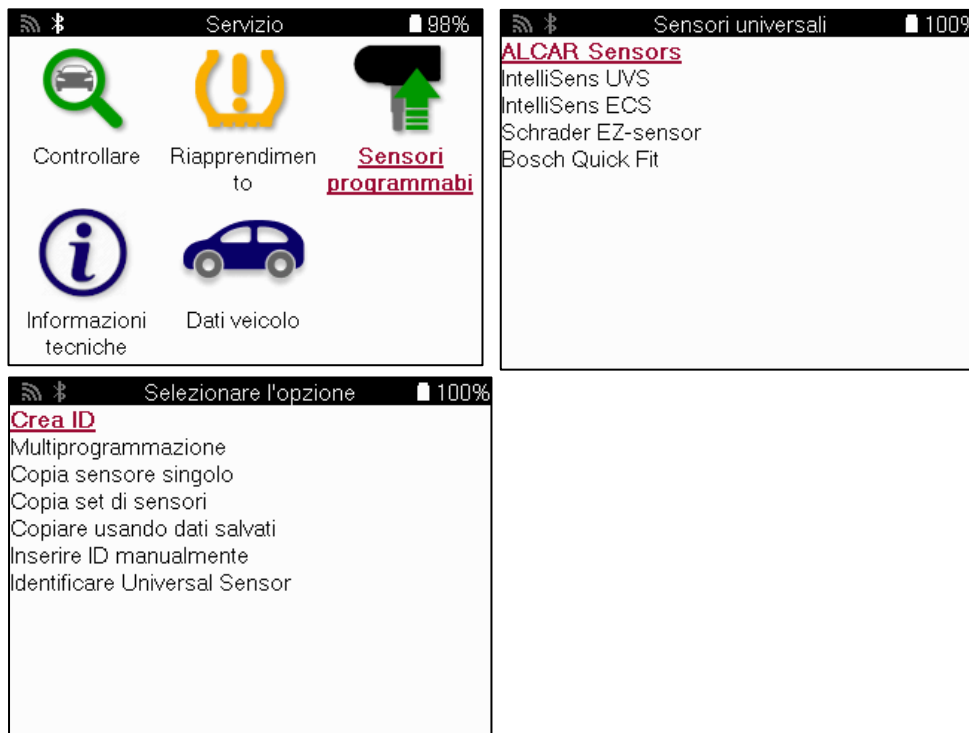 Servizio 98%
Controllare
Riapprendimen
to
Sensori
programmabi
Informazioni
tecniche
Dati veicolo
Sensori universali 100%
ALCAR Sensors
IntelliSens UVS
IntelliSens ECS
Schrader EZ-sensor
Bosch Quick Fit
Selezionare l'opzione 100%
Crea ID
Multiprogrammazione
Copia sensore singolo
Copia set di sensori
Copiare usando dati salvati
Inserire ID manualmente
Identificare Universal Sensor